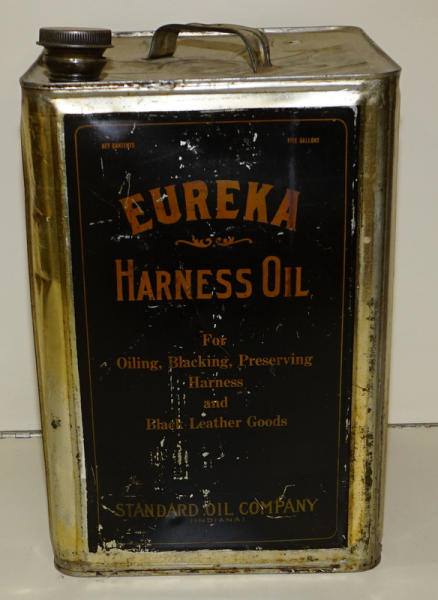 NET CONTENTS FIVE GALLONS
EUREKA
HARNESS OIL
For
Oiling, Blacking, Preserving
Harness
and
Black Leather Goods
STANDARD OIL COMPANY
(INDIANA)